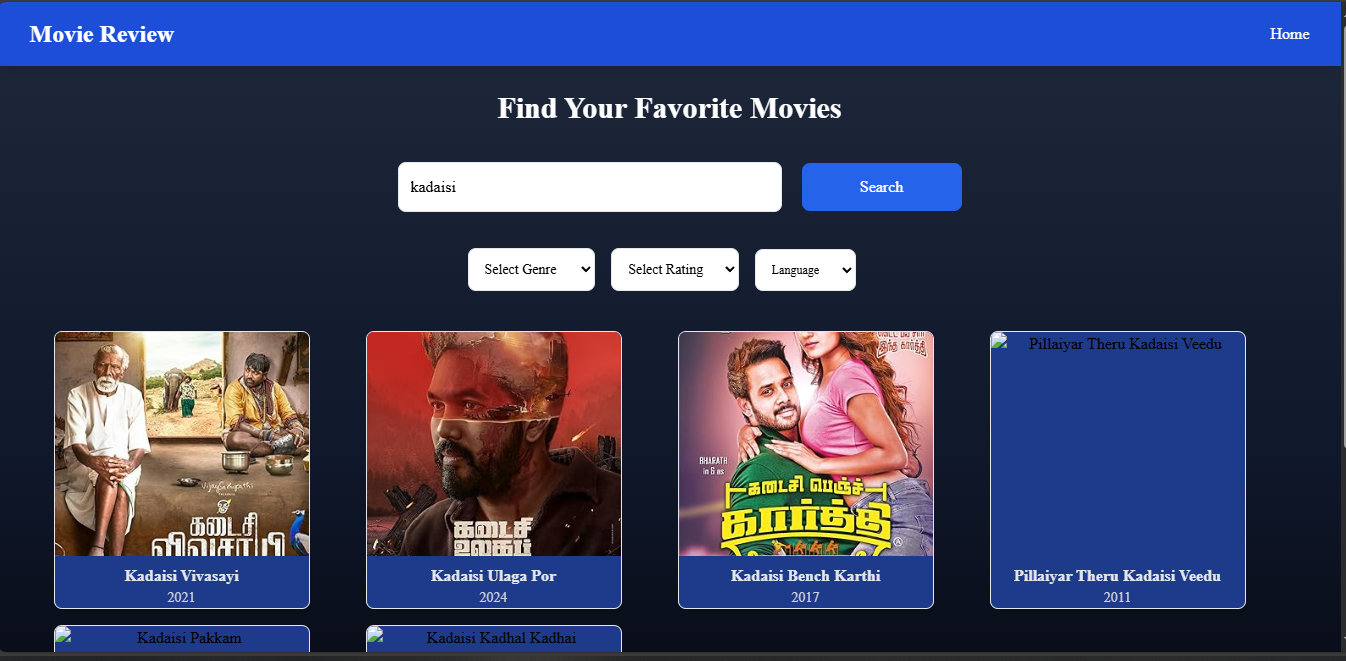 Movie Review
Home
Find Your Favorite Movies
kadaisi
Search
Select Genre
Select Rating
Language
கடைசி
விவசாயி
கடைசி
உலகப்
BHARATH
in & as
கடைசி பெஞ்ச்
கார்த்தி
Pillaiyar Theru Kadaisi Veedu
Kadaisi Vivasayi
2021
Kadaisi Ulaga Por
2024
Kadaisi Bench Karthi
2017
Pillaiyar Theru Kadaisi Veedu
2011
Kadaisi Pakkam
Kadaisi Kadhal Kadhai